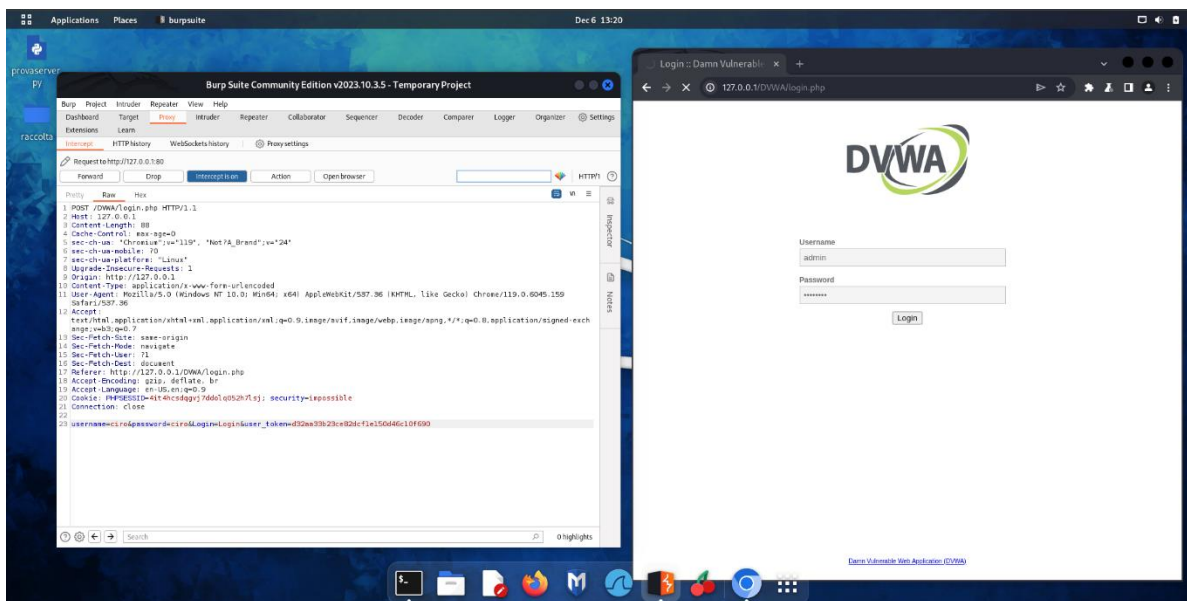 Applications Places burpsuite Dec 6 13:20
provaserver
py
raccolta
Burp Suite Community Edition v2023.10.3.5 - Temporary Project
Burp Project Intruder Repeater View Help
Dashboard Target Proxy Intruder Repeater Collaborator Sequencer Decoder Comparer Logger Organizer Settings
Extensions Learn
Intercept HTTP history WebSockets history Proxy settings
Request to http://127.0.0.1:80
Forward Drop Intercept is on Action Open browser HTTP/1
Pretty Raw Hex
1 POST /DVWA/login.php HTTP/1.1
2 Host: 127.0.0.1
3 Content-Length: 88
4 Cache-Control: max-age=0
5 sec-ch-ua: "Chromium";v="119", "Not?A_Brand";v="24"
6 sec-ch-ua-mobile: ?0
7 sec-ch-ua-platform: "Linux"
8 Upgrade-Insecure-Requests: 1
9 Origin: http://127.0.0.1
10 Content-Type: application/x-www-form-urlencoded
11 User-Agent: Mozilla/5.0 (Windows NT 10.0; Win64; x64) AppleWebKit/537.36 (KHTML, like Gecko) Chrome/119.0.6045.159
Safari/537.36
12 Accept:
text/html,application/xhtml+xml,application/xml;q=0.9,image/avif,image/webp,image/apng,*/*;q=0.8,application/signed-exch
ange;v=b3;q=0.7
13 Sec-Fetch-Site: same-origin
14 Sec-Fetch-Mode: navigate
15 Sec-Fetch-User: ?1
16 Sec-Fetch-Dest: document
17 Referer: http://127.0.0.1/DVWA/login.php
18 Accept-Encoding: gzip, deflate, br
19 Accept-Language: en-US,en;q=0.9
20 Cookie: security=impossible
21 Connection: close
22
23 username=ciro&password=ciro&Login=Login&user_token=
Search 0 highlights
Inspector
Notes
Login :: Damn Vulnerable
127.0.0.1/DVWA/login.php
DVWA
Username
admin
Password
••••••••
Login
Damn Vulnerable Web Application (DVWA)